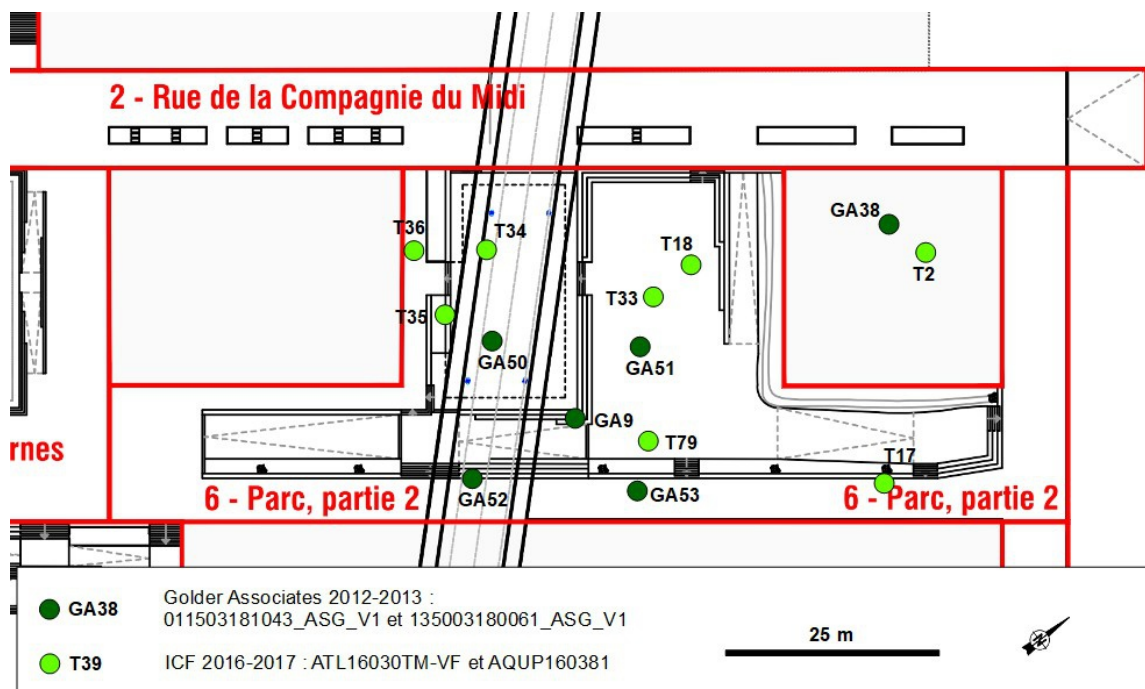 2 - Rue de la Compagnie du Midi
GA38
T36
T34
T18
T2
T33
T35
GA50
GA51
GA9
T79
rnes
T17
GA52
GA53
6 - Parc, partie 2
6 - Parc, partie 2
GA38
Golder Associates 2012-2013 :
011503181043_ASG_V1 et 135003180061_ASG_V1
T39
ICF 2016-2017 : ATL16030TM-VF et AQUP160381
25 m